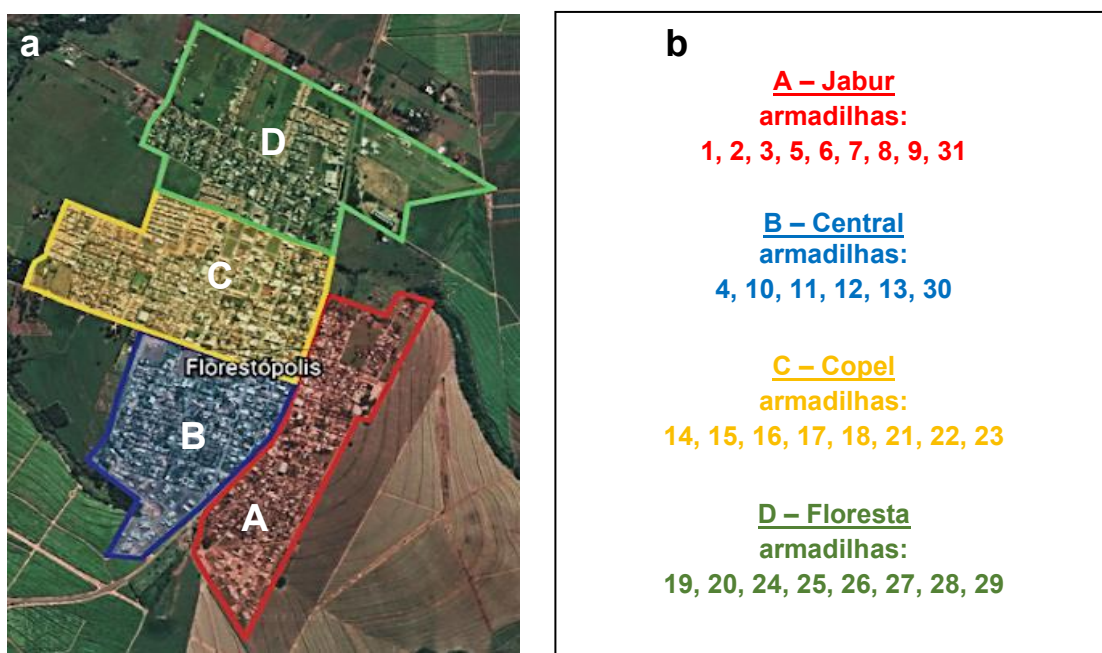 a
D
C
Florestópolis
B
A
b
A – Jabur
armadilhas:
1, 2, 3, 5, 6, 7, 8, 9, 31
B – Central
armadilhas:
4, 10, 11, 12, 13, 30
C – Copel
armadilhas:
14, 15, 16, 17, 18, 21, 22, 23
D – Floresta
armadilhas:
19, 20, 24, 25, 26, 27, 28, 29